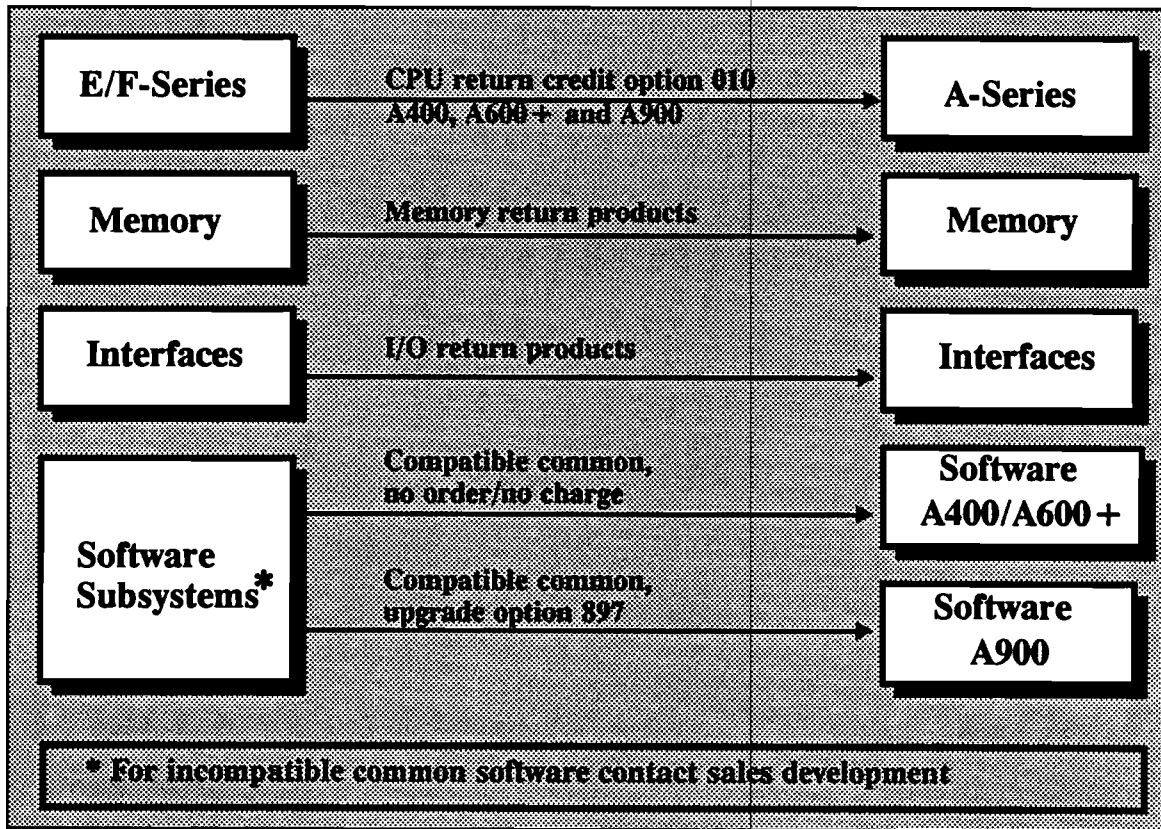 E/F-Series
CPU return credit option 010
A400, A600+ and A900
A-Series
Memory
Memory return products
Memory
Interfaces
I/O return products
Interfaces
Software
Subsystems*
Compatible common,
no order/no charge
Software
A400/A600+
Compatible common,
upgrade option 897
Software
A900
* For incompatible common software contact sales development